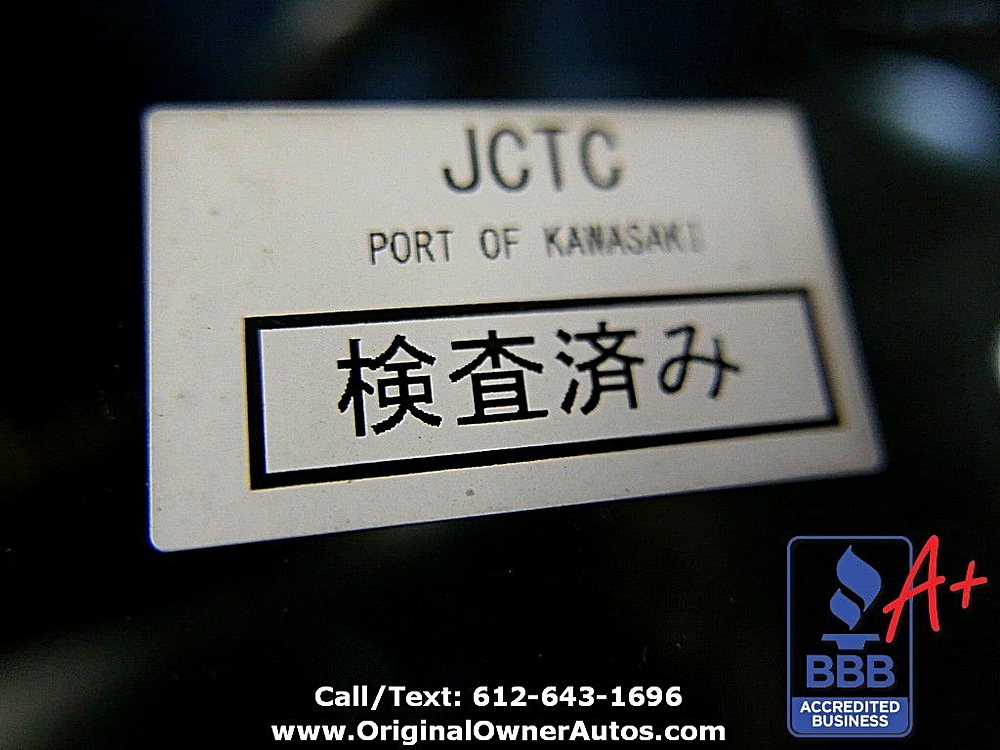 JCTC
PORT OF KAWASAKI
検査済み
A+
BBB
ACCREDITED
BUSINESS
Call/Text: 612-643-1696
www.OriginalOwnerAutos.com